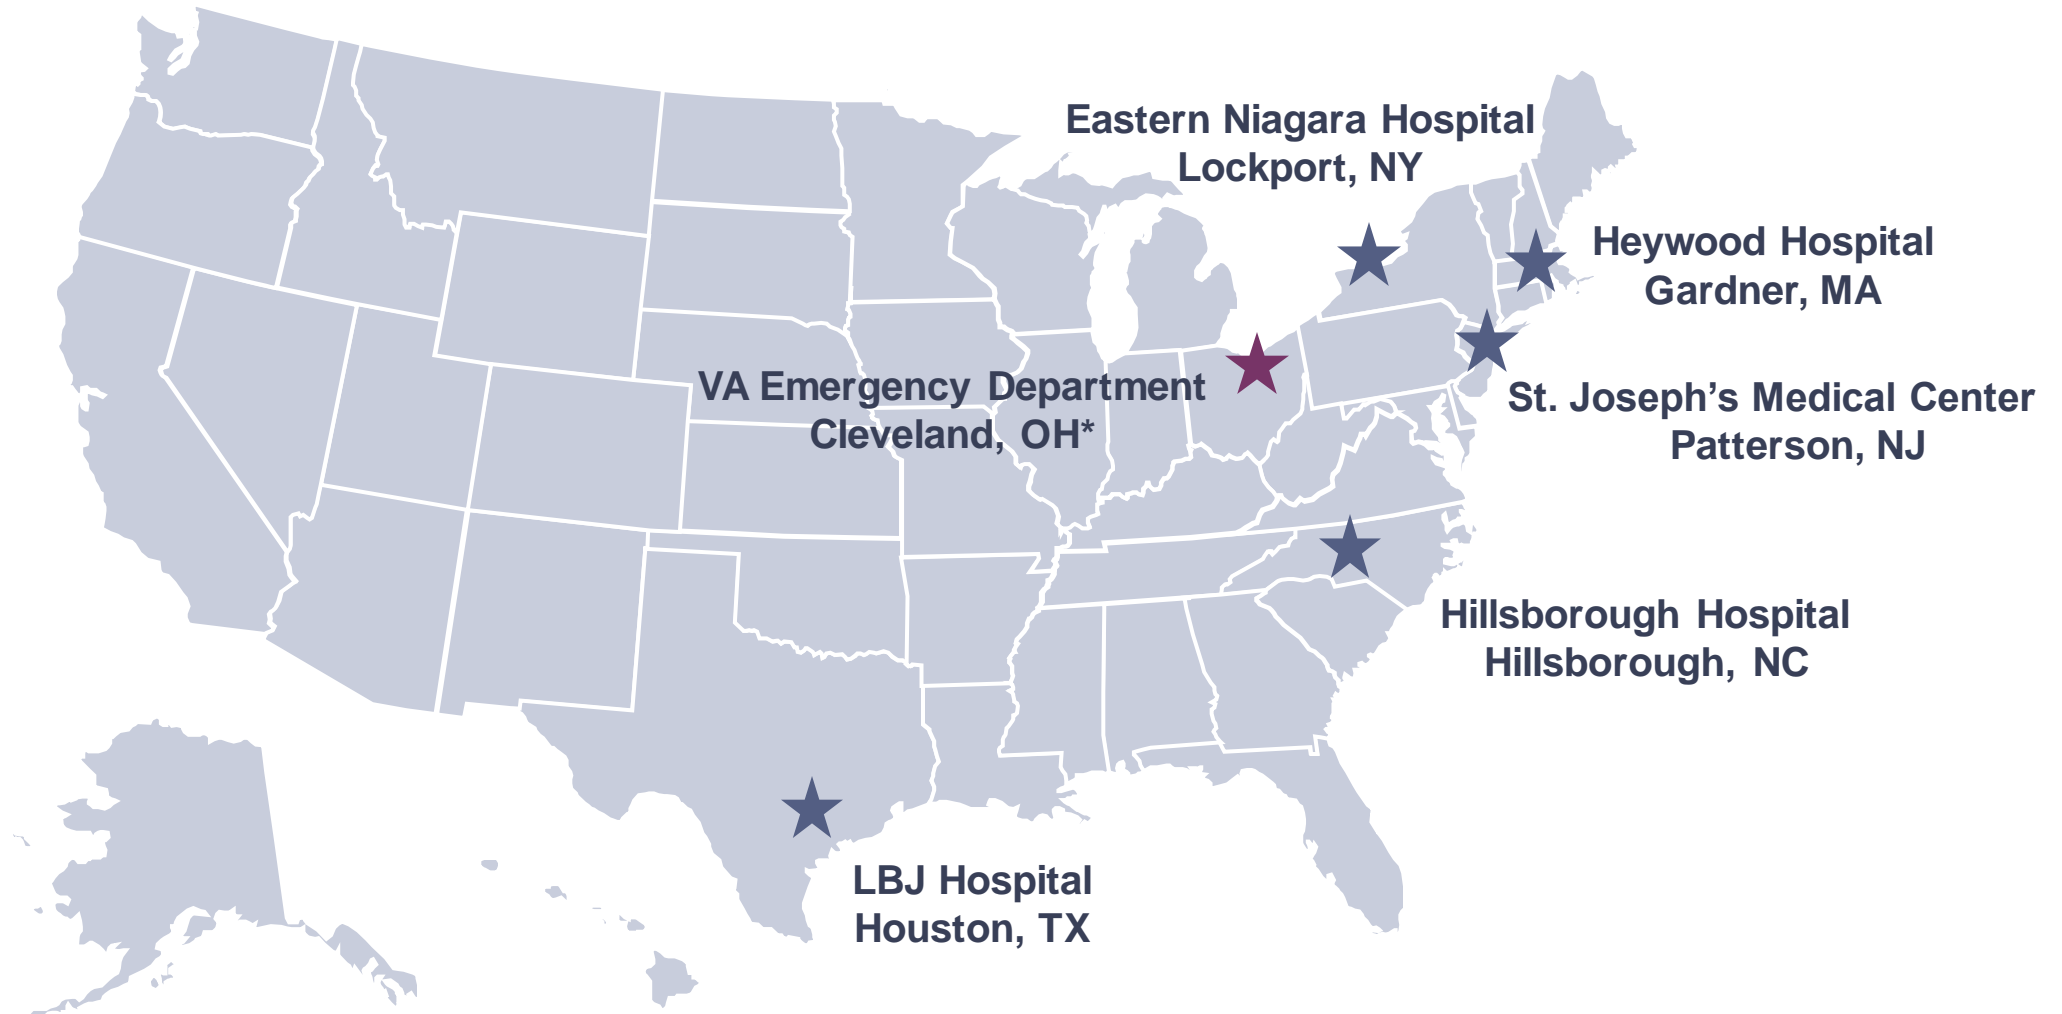 Eastern Niagara Hospital
Lockport, NY
Heywood Hospital
Gardner, MA
VA Emergency Department
Cleveland, OH*
St. Joseph’s Medical Center
Patterson, NJ
Hillsborough Hospital
Hillsborough, NC
LBJ Hospital
Houston, TX